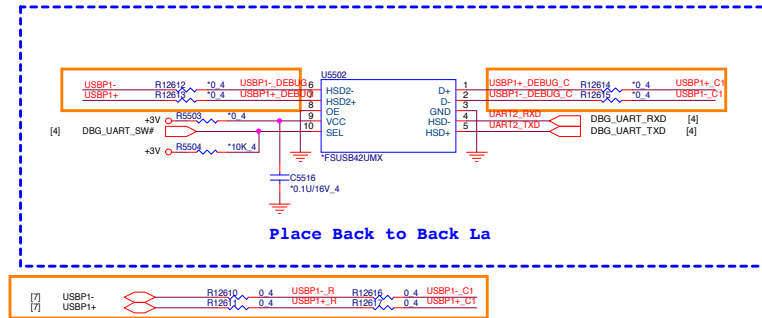 U5502
USBP1- R12612 *0_4 USBP1-_DEBUG 6 HSD2- D+ 1 USBP1+_DEBUG_C R12614 *0_4 USBP1+_C1
USBP1+ R12613 *0_4 USBP1+_DEBUG 7 HSD2+ D- 2 USBP1-_DEBUG_C R12615 *0_4 USBP1-_C1
8 OE GND 3
+3V R5503 *0_4 9 VCC HSD- 4 UART2_RXD DBG_UART_RXD [4]
[4] DBG_UART_SW# 10 SEL HSD+ 5 UART2_TXD DBG_UART_TXD [4]
+3V R5504 *10K_4 *FSUSB42UMX
C5516
*0.1U/16V_4
Place Back to Back La
[7] USBP1- R12610 0_4 USBP1-_R R12616 0_4 USBP1-_C1
[7] USBP1+ R12611 0_4 USBP1+_R R12617 0_4 USBP1+_C1